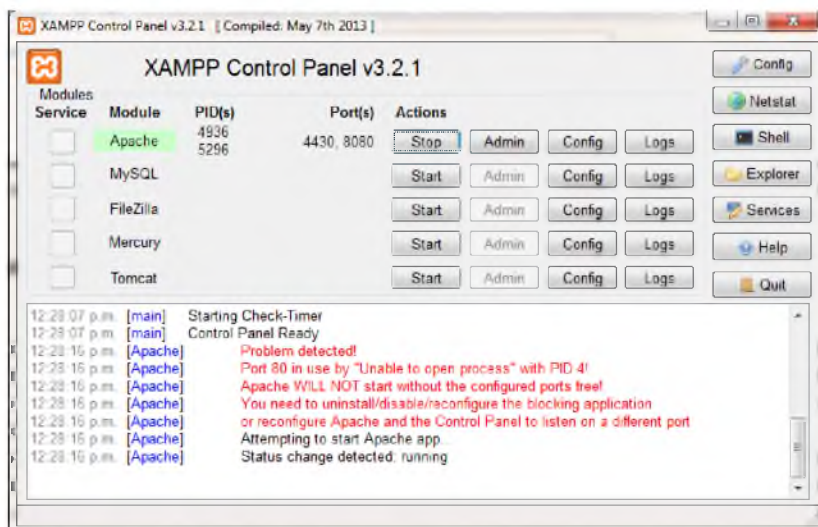 XAMPP Control Panel v3.2.1 [ Compiled: May 7th 2013 ]
XAMPP Control Panel v3.2.1
Config
Modules
Service Module PID(s) Port(s) Actions
Netstat
Apache 4936 5296 4430, 8080 Stop Admin Config Logs
Shell
MySQL Start Admin Config Logs
Explorer
FileZilla Start Admin Config Logs
Services
Mercury Start Admin Config Logs
Help
Tomcat Start Admin Config Logs
Quit
12:28:07 p.m. [main] Starting Check-Timer
12:28:07 p.m. [main] Control Panel Ready
12:28:16 p.m. [Apache] Problem detected!
12:28:16 p.m. [Apache] Port 80 in use by "Unable to open process" with PID 4!
12:28:16 p.m. [Apache] Apache WILL NOT start without the configured ports free!
12:28:16 p.m. [Apache] You need to uninstall/disable/reconfigure the blocking application
12:28:16 p.m. [Apache] or reconfigure Apache and the Control Panel to listen on a different port
12:28:16 p.m. [Apache] Attempting to start Apache app...
12:28:16 p.m. [Apache] Status change detected: running